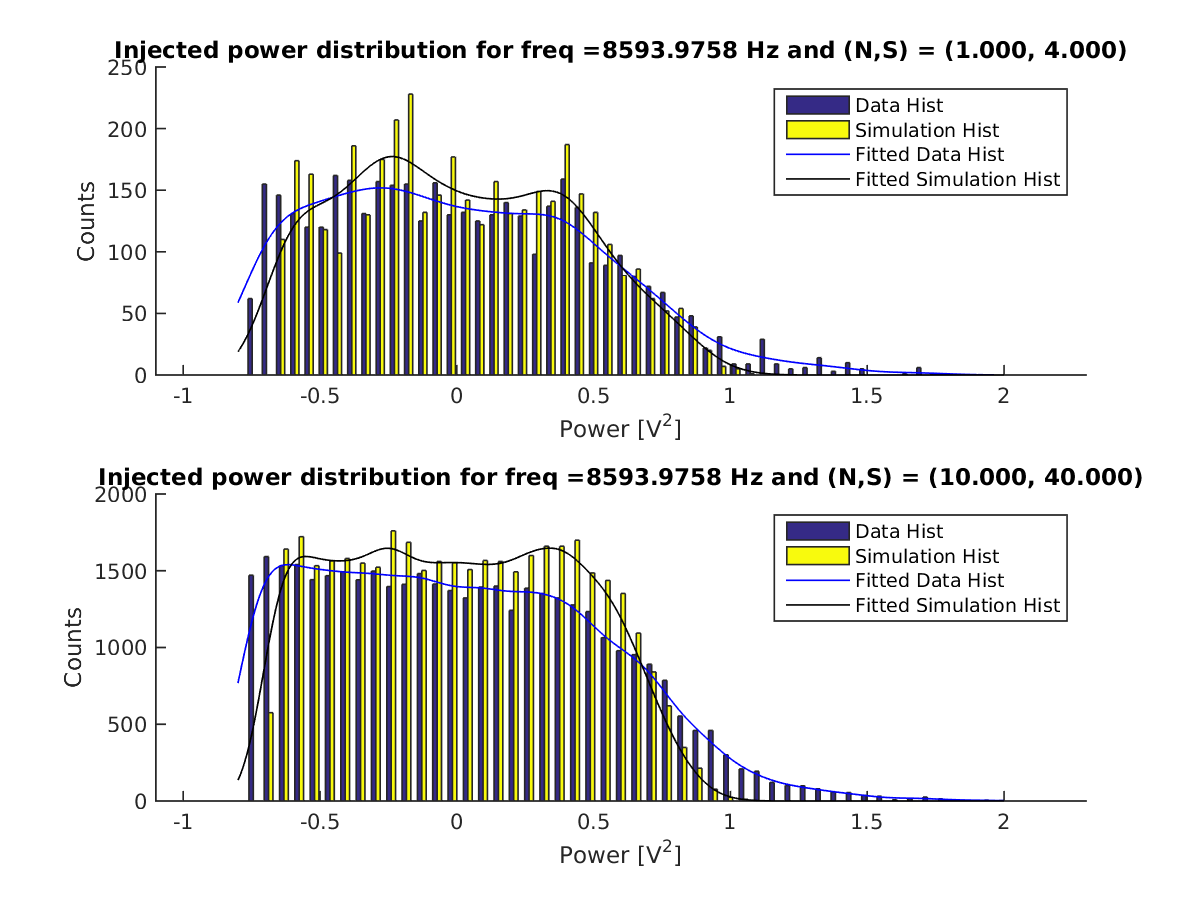 Injected power distribution for freq =8593.9758 Hz and (N,S) = (1.000, 4.000)
250
200
150
100
50
0
Counts
Data Hist
Simulation Hist
Fitted Data Hist
Fitted Simulation Hist
-1 -0.5 0 0.5 1 1.5 2
Power [V²]
Injected power distribution for freq =8593.9758 Hz and (N,S) = (10.000, 40.000)
2000
1500
1000
500
0
Counts
Data Hist
Simulation Hist
Fitted Data Hist
Fitted Simulation Hist
-1 -0.5 0 0.5 1 1.5 2
Power [V²]